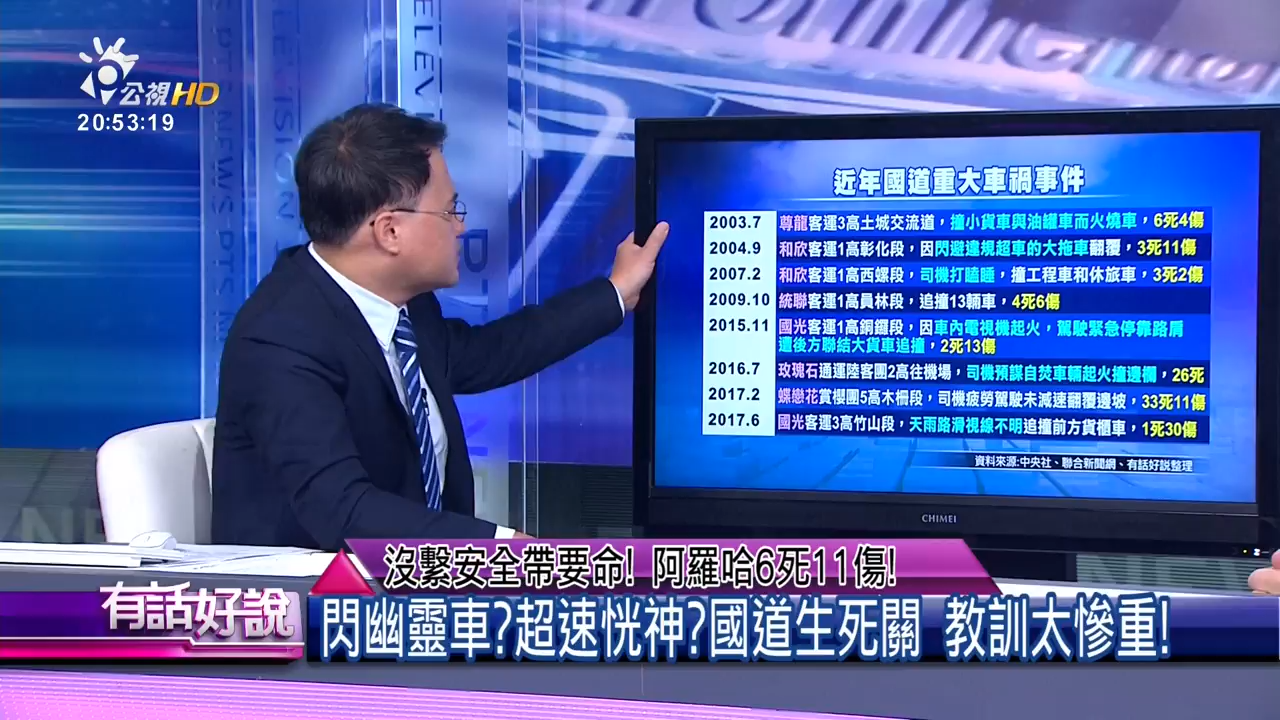 公視HD
20:53:19
近年國道重大車禍事件
2003.7 尊龍客運3高土城交流道，撞小貨車與油罐車而火燒車，6死4傷
2004.9 和欣客運1高彰化段，因閃避違規超車的大拖車翻覆，3死11傷
2007.2 和欣客運1高西螺段，司機打瞌睡，撞工程車和休旅車，3死2傷
2009.10 統聯客運1高員林段，追撞13輛車，4死6傷
2015.11 國光客運1高銅鑼段，因車內電視機起火，駕駛緊急停靠路肩
遭後方聯結大貨車追撞，2死13傷
2016.7 玫瑰石通運陸客團2高往機場，司機預謀自焚車輛起火撞邊欄，26死
2017.2 蝶戀花賞櫻團5高木柵段，司機疲勞駕駛未減速翻覆邊坡，33死11傷
2017.6 國光客運3高竹山段，天雨路滑視線不明追撞前方貨櫃車，1死30傷
資料來源:中央社、聯合新聞網、有話好説整理
CHIMEI
沒繫安全帶要命! 阿羅哈6死11傷!
有話好說
閃幽靈車?超速恍神?國道生死關 教訓太慘重!